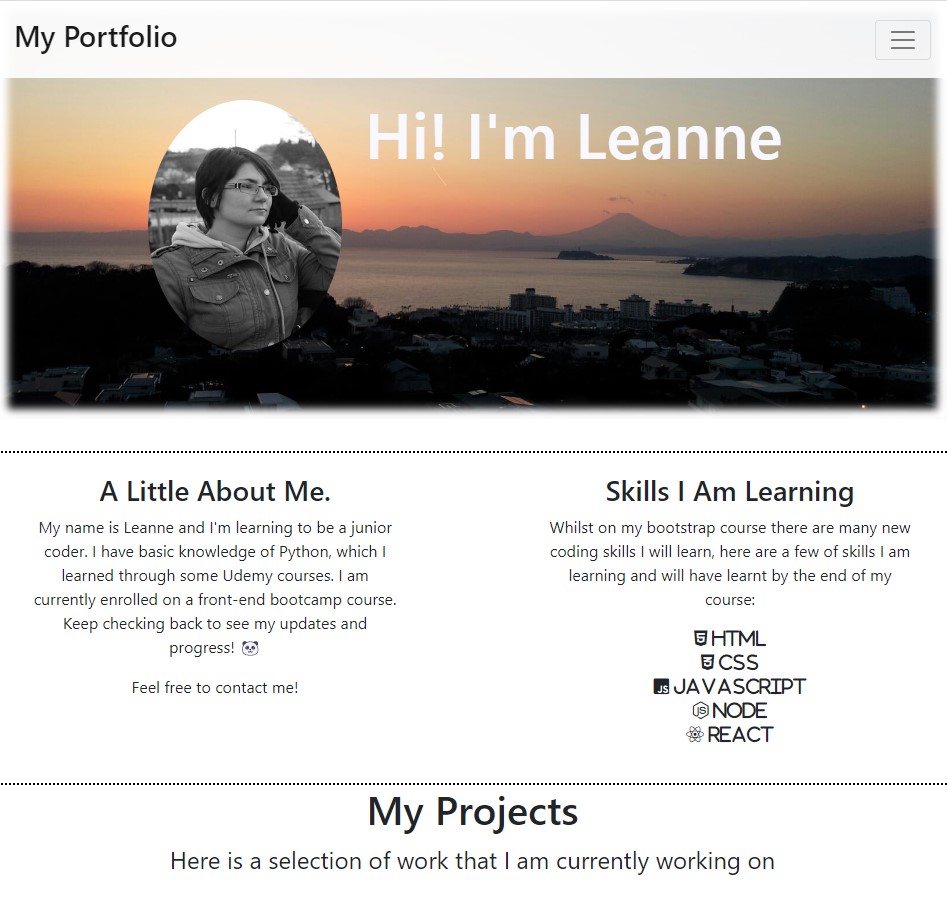 My Portfolio
Hi! I'm Leanne
A Little About Me.
My name is Leanne and I'm learning to be a junior
coder. I have basic knowledge of Python, which I
learned through some Udemy courses. I am
currently enrolled on a front-end bootcamp course.
Keep checking back to see my updates and
progress! 🐼
Feel free to contact me!
Skills I Am Learning
Whilst on my bootstrap course there are many new
coding skills I will learn, here are a few of skills I am
learning and will have learnt by the end of my
course:
HTML
CSS
JS JAVASCRIPT
JS NODE
REACT
My Projects
Here is a selection of work that I am currently working on